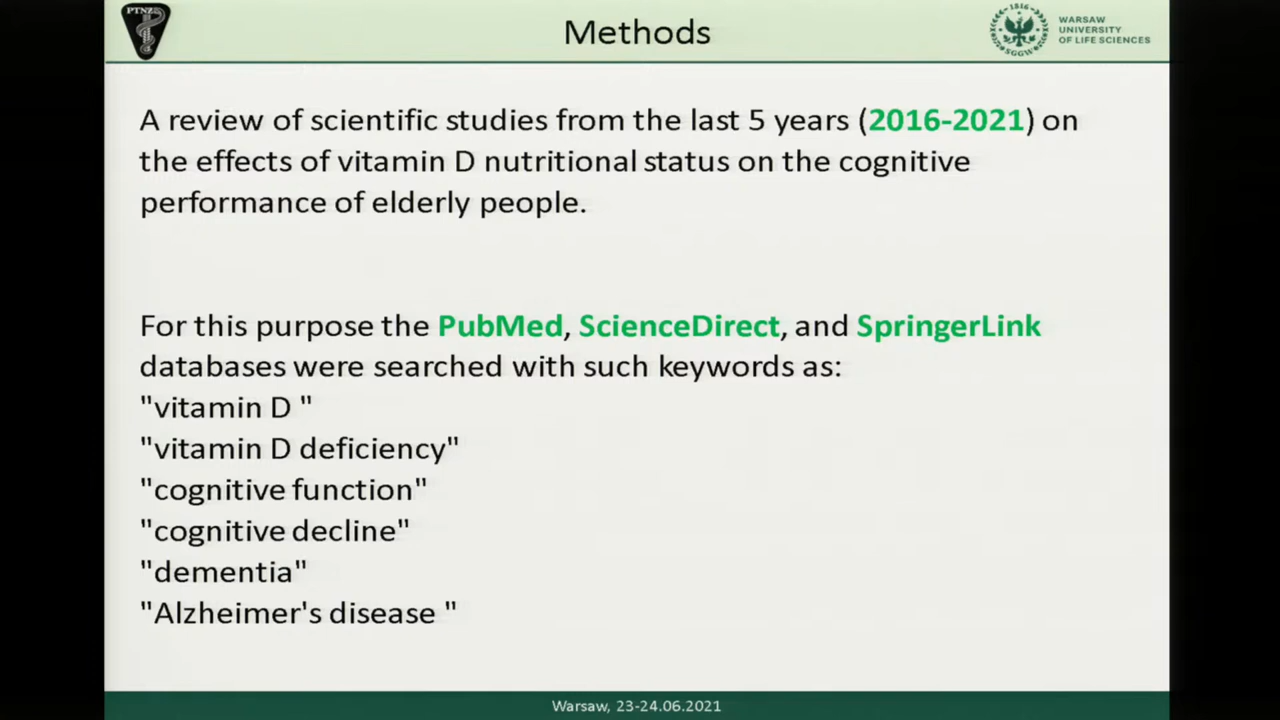 PTNŻ
Methods
1816
SGGW
WARSAW
UNIVERSITY
OF LIFE SCIENCES
A review of scientific studies from the last 5 years (2016-2021) on
the effects of vitamin D nutritional status on the cognitive
performance of elderly people.
For this purpose the PubMed, ScienceDirect, and SpringerLink
databases were searched with such keywords as:
"vitamin D "
"vitamin D deficiency"
"cognitive function"
"cognitive decline"
"dementia"
"Alzheimer's disease "
Warsaw, 23-24.06.2021